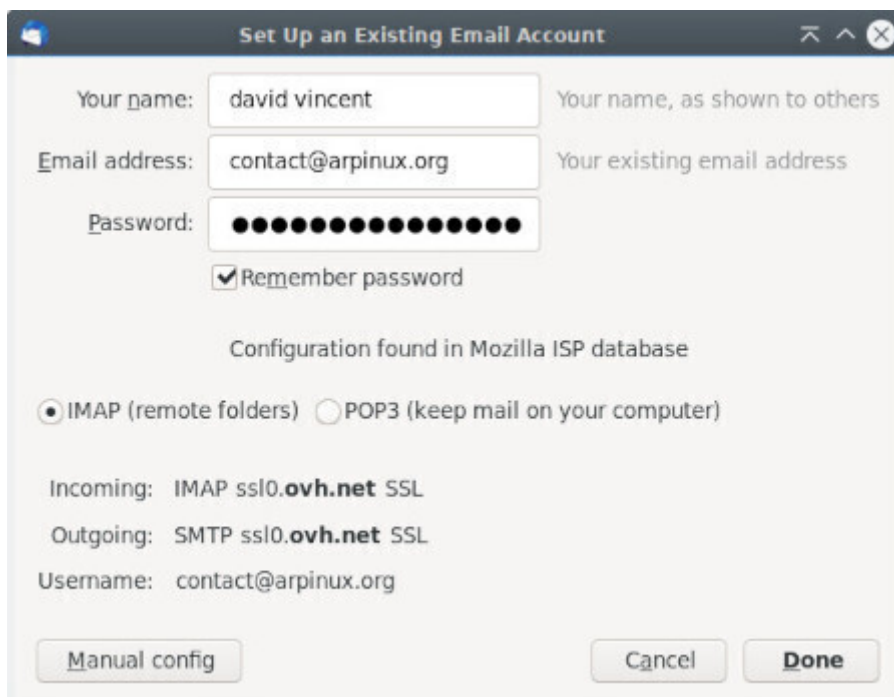 Set Up an Existing Email Account
Your name: david vincent Your name, as shown to others
Email address: contact@arpinux.org Your existing email address
Password: ●●●●●●●●●●●●●●●
Remember password
Configuration found in Mozilla ISP database
IMAP (remote folders) POP3 (keep mail on your computer)
Incoming: IMAP ssl0.ovh.net SSL
Outgoing: SMTP ssl0.ovh.net SSL
Username: contact@arpinux.org
Manual config Cancel Done